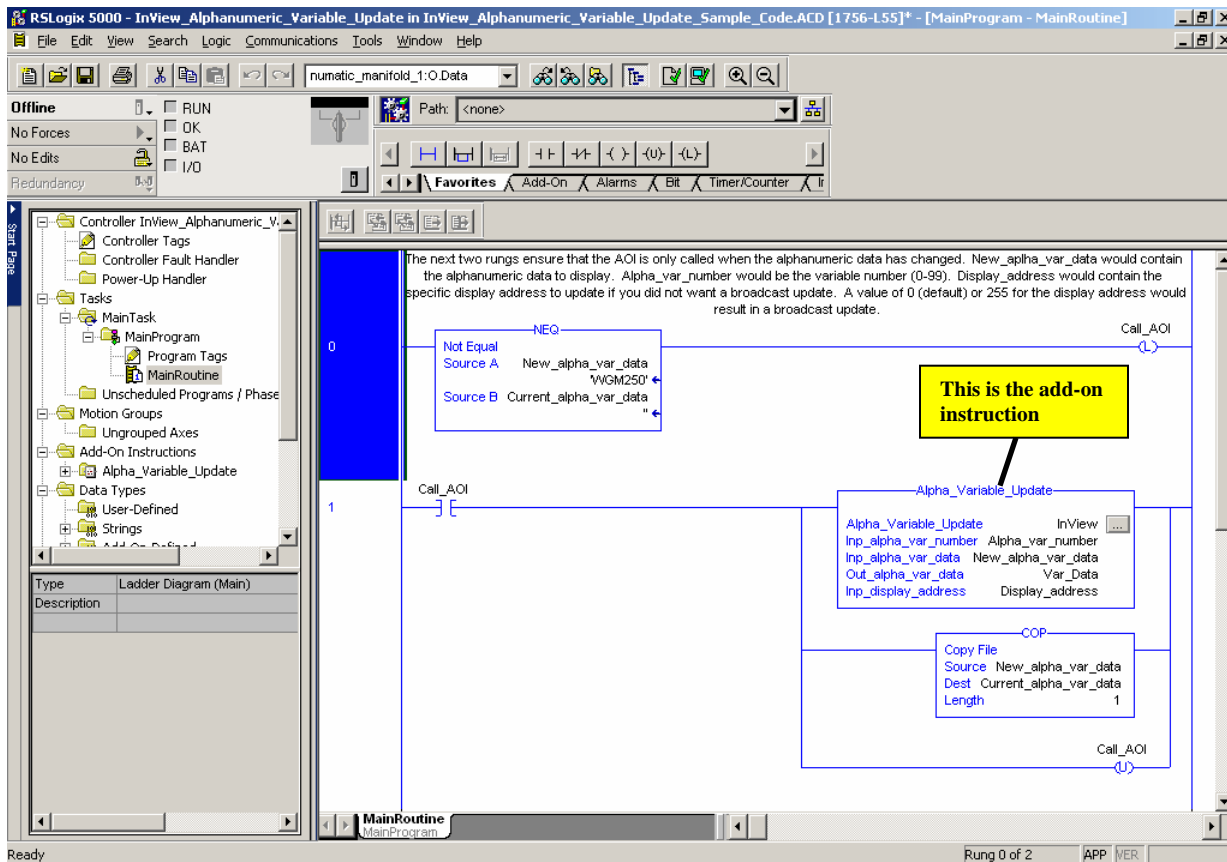 RSLogix 5000 - InView_Alphanumeric_Variable_Update in InView_Alphanumeric_Variable_Update_Sample_Code.ACD [1756-L55]* - [MainProgram - MainRoutine]
File Edit View Search Logic Communications Tools Window Help
numatic_manifold_1:O.Data
Offline
RUN
No Forces
OK
No Edits
BAT
Redundancy
I/O
Path: <none>
Favorites Add-On Alarms Bit Timer/Counter Ir
Start Page
Controller InView_Alphanumeric_V
Controller Tags
Controller Fault Handler
Power-Up Handler
Tasks
MainTask
MainProgram
Program Tags
MainRoutine
Unscheduled Programs / Phase
Motion Groups
Ungrouped Axes
Add-On Instructions
Alpha_Variable_Update
Data Types
User-Defined
Strings
Add-On-Defined
Type Ladder Diagram (Main)
Description
The next two rungs ensure that the AOI is only called when the alphanumeric data has changed. New_aplha_var_data would contain
the alphanumeric data to display. Alpha_var_number would be the variable number (0-99). Display_address would contain the
specific display address to update if you did not want a broadcast update. A value of 0 (default) or 255 for the display address would
result in a broadcast update.
0
NEQ
Not Equal
Source A New_alpha_var_data
'WGM250'
Source B Current_alpha_var_data
''
Call_AOI
L
This is the add-on
instruction
1
Call_AOI
Alpha_Variable_Update
Alpha_Variable_Update InView ...
Inp_alpha_var_number Alpha_var_number
Inp_alpha_var_data New_alpha_var_data
Out_alpha_var_data Var_Data
Inp_display_address Display_address
COP
Copy File
Source New_alpha_var_data
Dest Current_alpha_var_data
Length 1
Call_AOI
U
MainRoutine
MainProgram
Ready
Rung 0 of 2 APP VER